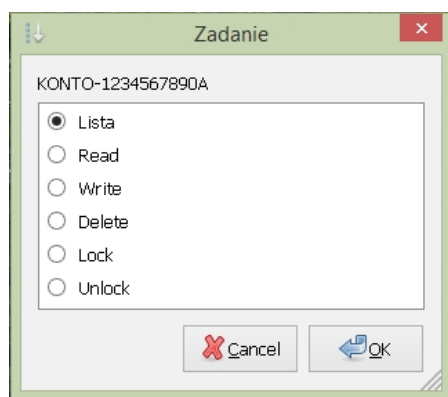 Zadanie
KONTO-1234567890A
Lista
Read
Write
Delete
Lock
Unlock
Cancel OK